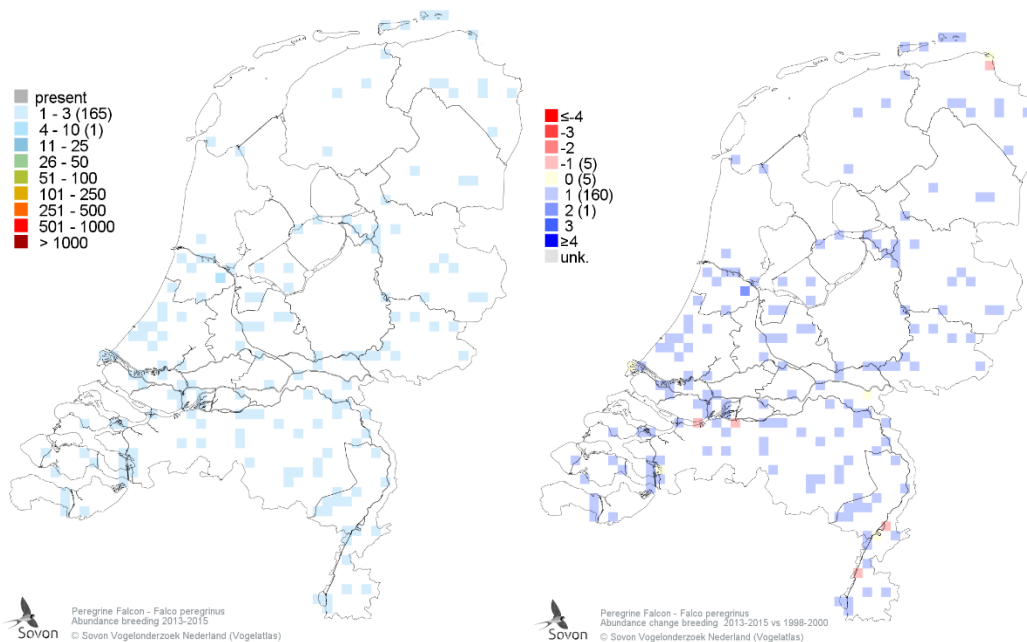 present
1 - 3 (165)
4 - 10 (1)
11 - 25
26 - 50
51 - 100
101 - 250
251 - 500
501 - 1000
> 1000
Sovon
Peregrine Falcon - Falco peregrinus
Abundance breeding 2013-2015
© Sovon Vogelonderzoek Nederland (Vogelatlas)
≤-4
-3
-2
-1 (5)
0 (5)
1 (160)
2 (1)
3
≥4
unk.
Sovon
Peregrine Falcon - Falco peregrinus
Abundance change breeding 2013-2015 vs 1998-2000
© Sovon Vogelonderzoek Nederland (Vogelatlas)